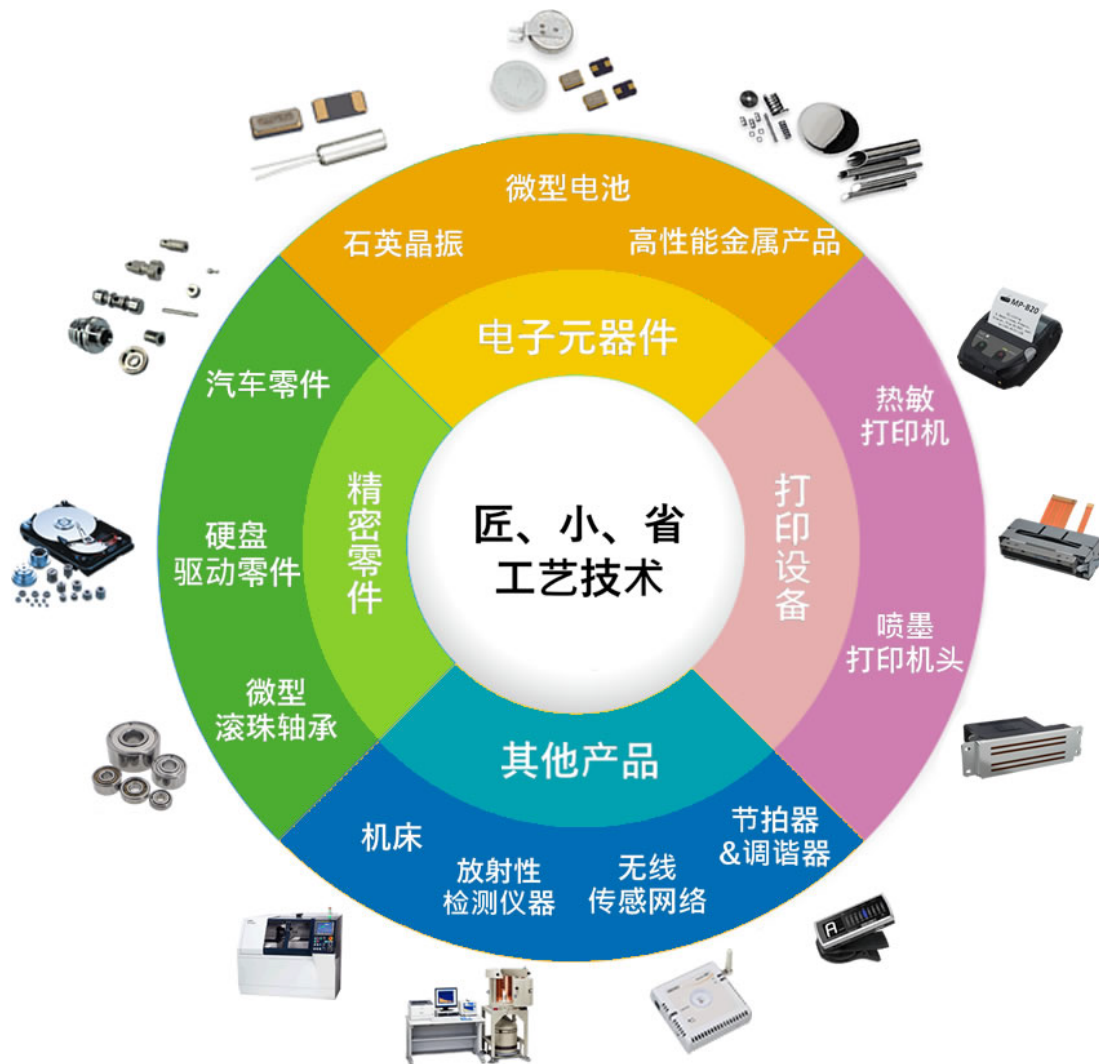 微型电池
石英晶振
高性能金属产品
电子元器件
MP-B20
汽车零件
热敏
打印机
精密零件
打印设备
硬盘
驱动零件
匠、小、省
工艺技术
喷墨
打印机头
微型
滚珠轴承
其他产品
机床
放射性
检测仪器
无线
传感网络
节拍器
&调谐器
A